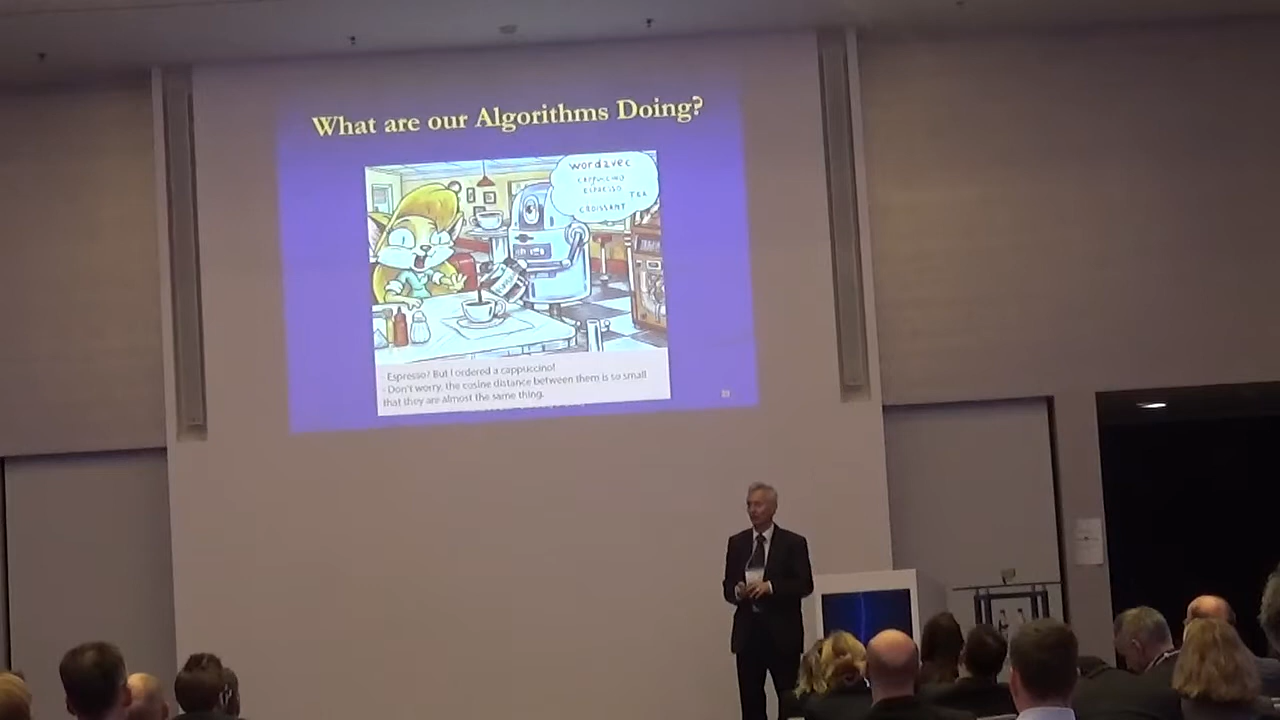 What are our Algorithms Doing?
word2vec
cappuccino
espresso
TEA
CROISSANT
- Espresso? But I ordered a cappuccino!
- Don't worry, the cosine distance between them is so small
that they are almost the same thing.